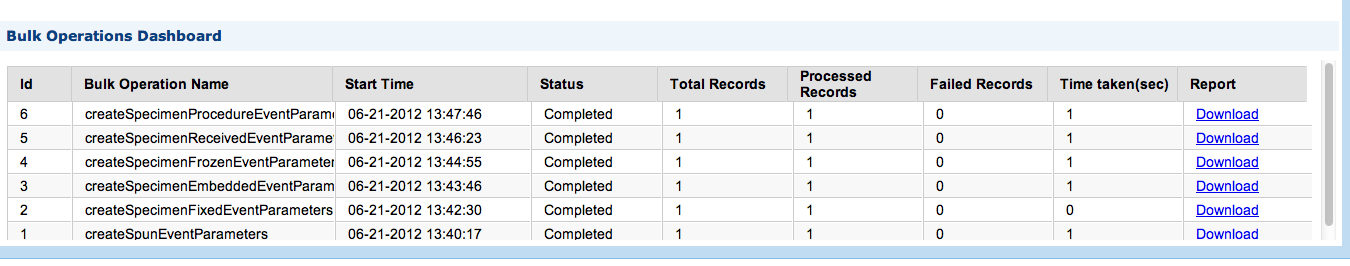 Bulk Operations Dashboard
Id Bulk Operation Name Start Time Status Total Records Processed Records Failed Records Time taken(sec) Report
6 createSpecimenProcedureEventParam 06-21-2012 13:47:46 Completed 1 1 0 1 Download
5 createSpecimenReceivedEventParame 06-21-2012 13:46:23 Completed 1 1 0 1 Download
4 createSpecimenFrozenEventParameter 06-21-2012 13:44:55 Completed 1 1 0 1 Download
3 createSpecimenEmbeddedEventParam 06-21-2012 13:43:46 Completed 1 1 0 1 Download
2 createSpecimenFixedEventParameters 06-21-2012 13:42:30 Completed 1 1 0 0 Download
1 createSpunEventParameters 06-21-2012 13:40:17 Completed 1 1 0 1 Download